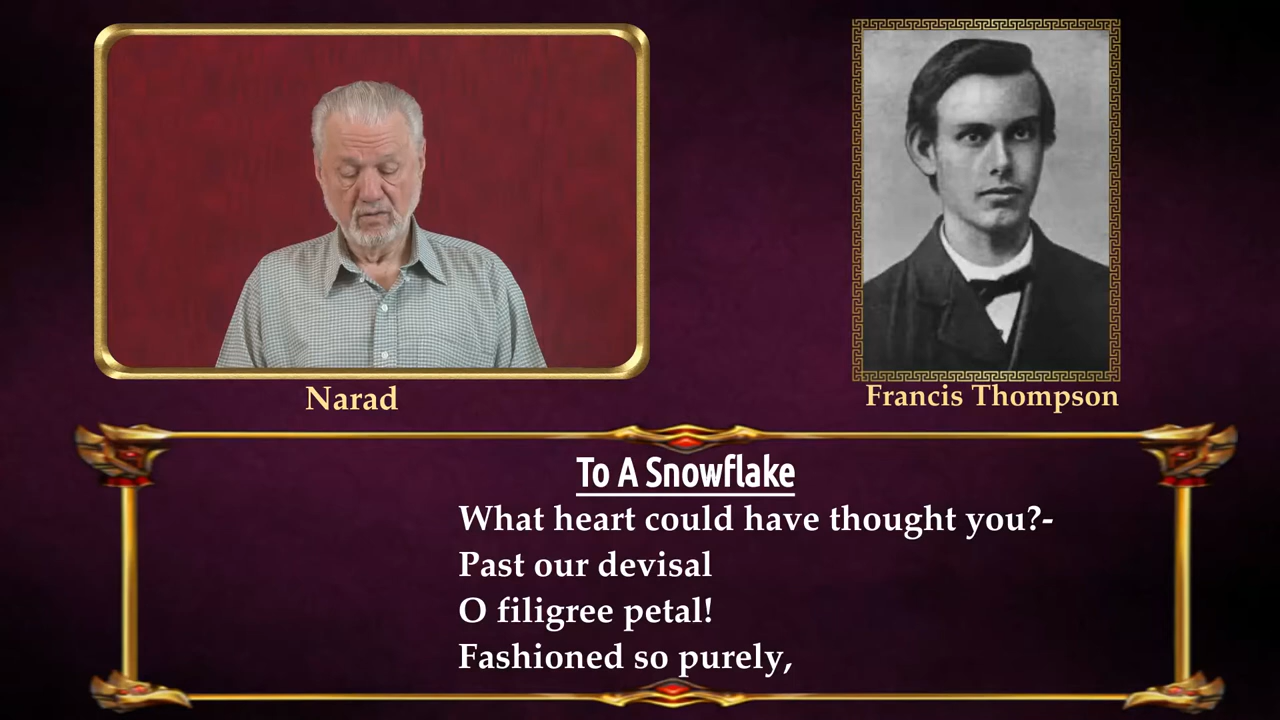 Narad
Francis Thompson
To A Snowflake
What heart could have thought you?-
Past our devisal
O filigree petal!
Fashioned so purely,